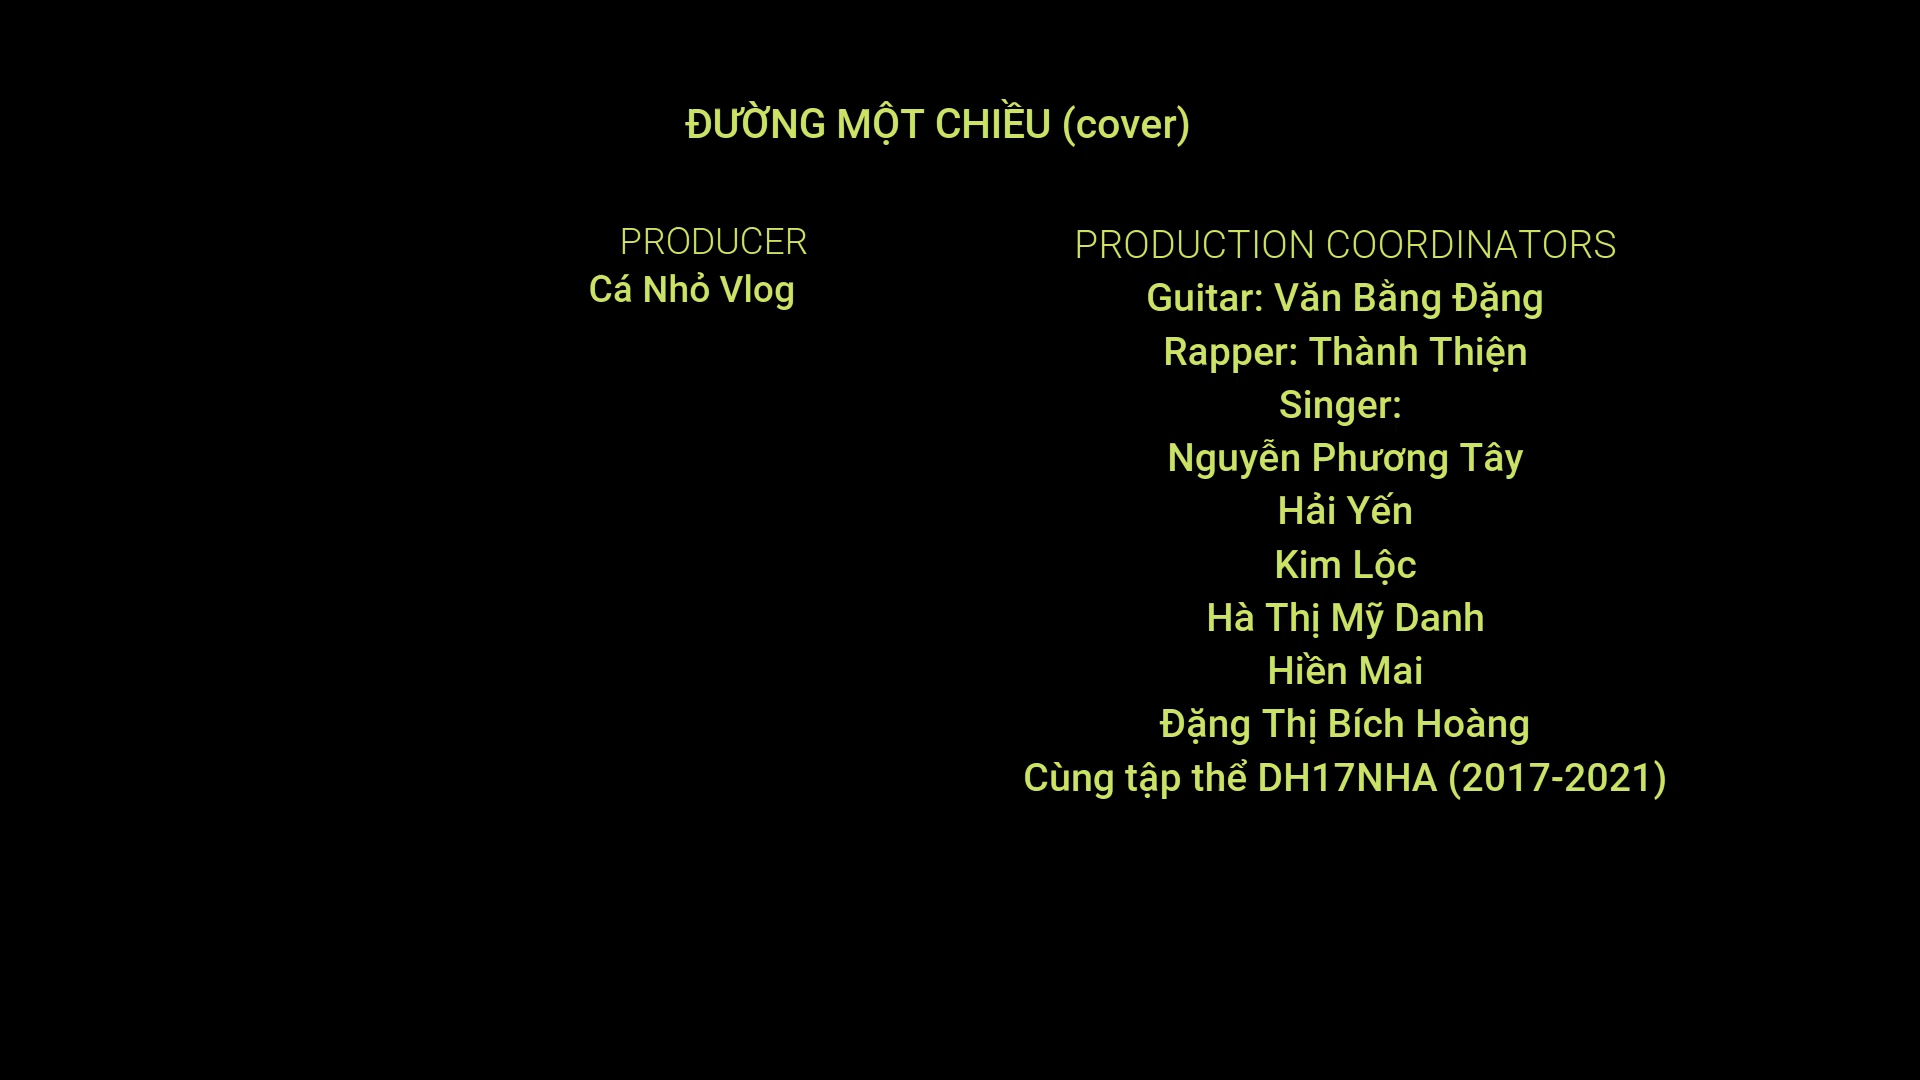 ĐƯỜNG MỘT CHIỀU (cover)
PRODUCER
Cá Nhỏ Vlog
PRODUCTION COORDINATORS
Guitar: Văn Bằng Đặng
Rapper: Thành Thiện
Singer:
Nguyễn Phương Tây
Hải Yến
Kim Lộc
Hà Thị Mỹ Danh
Hiền Mai
Đặng Thị Bích Hoàng
Cùng tập thể DH17NHA (2017-2021)